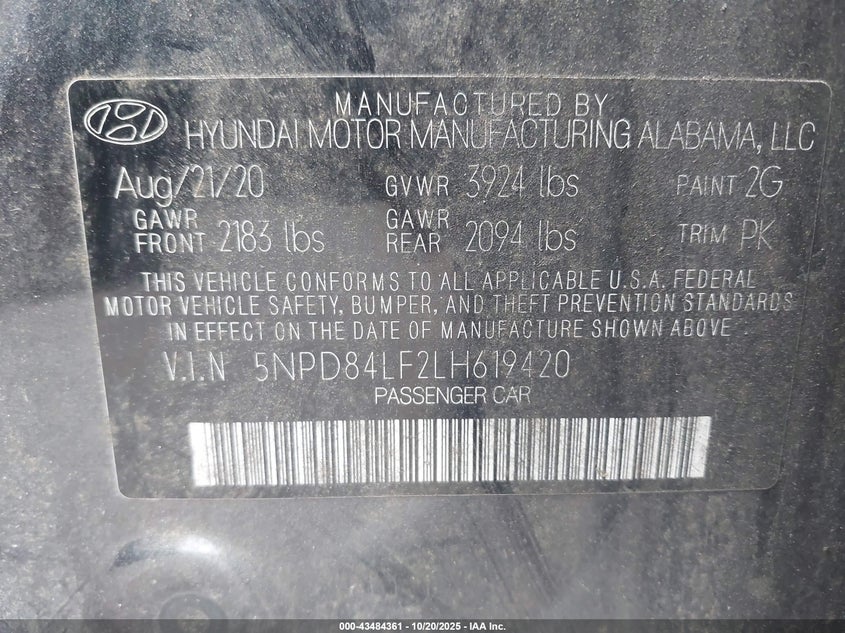 MANUFACTURED BY
HYUNDAI MOTOR MANUFACTURING ALABAMA, LLC
Aug/21/20 GVWR 3924 lbs PAINT 2G
GAWR FRONT 2183 lbs GAWR REAR 2094 lbs TRIM PK
THIS VEHICLE CONFORMS TO ALL APPLICABLE U.S.A. FEDERAL
MOTOR VEHICLE SAFETY, BUMPER, AND THEFT PREVENTION STANDARDS
IN EFFECT ON THE DATE OF MANUFACTURE SHOWN ABOVE.
V.I.N 5NPD84LF2LH619420
PASSENGER CAR
000-43484361 - 10/20/2025 - IAA Inc.